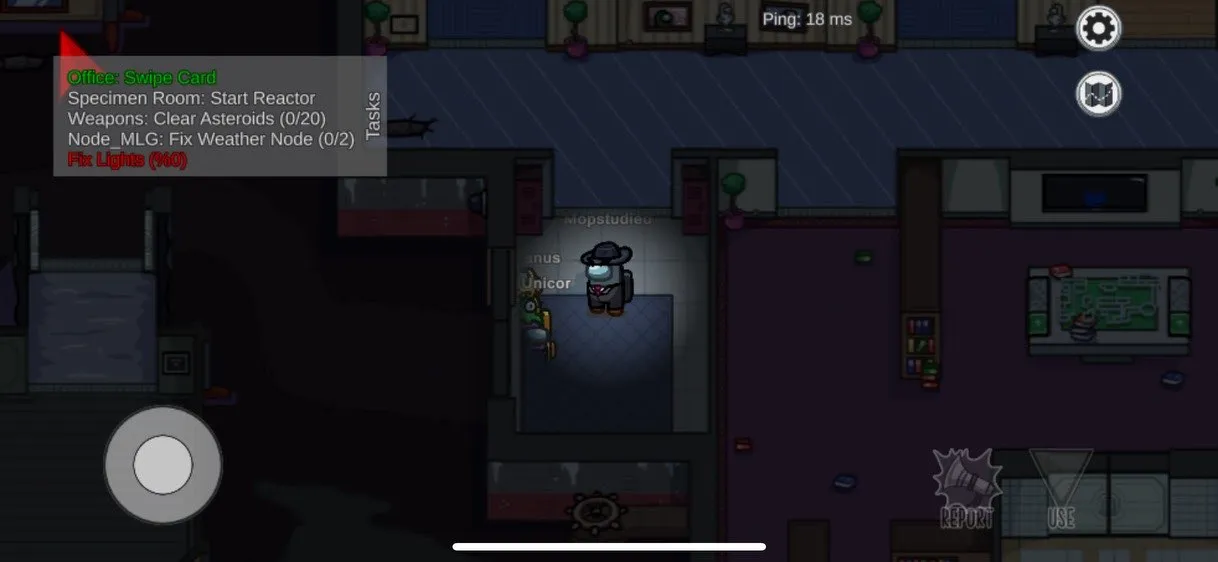 Ping: 18 ms
Office: Swipe Card
Specimen Room: Start Reactor
Weapons: Clear Asteroids (0/20)
Node_MLG: Fix Weather Node (0/2)
Fix Lights (%0)
Tasks
Mopstudieu
anus
Unicor
REPORT
USE